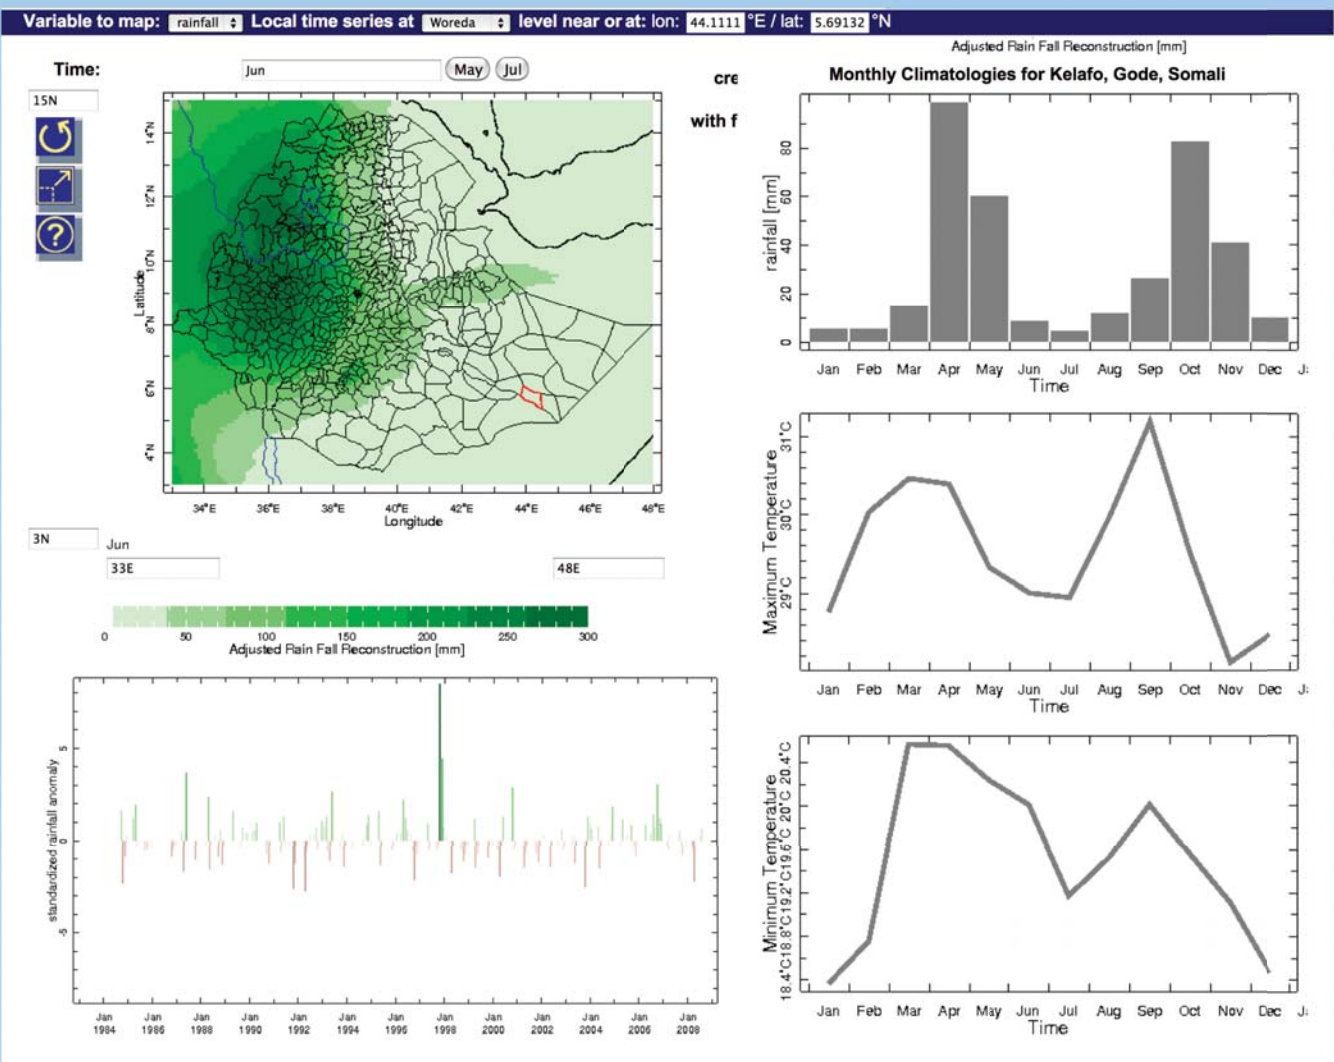 Variable to map: rainfall Local time series at Woreda level near or at: lon: 44.1111 °E / lat: 5.69132 °N
Time:
Jun May Jul
15N
?
cre
with f
14°N
12°N
10°N
8°N
6°N
4°N
Latitude
34°E 36°E 38°E 40°E 42°E 44°E 46°E 48°E
Longitude
3N
Jun
33E 48E
0 50 100 150 200 250 300
Adjusted Rain Fall Reconstruction [mm]
standardized rainfall anomaly
5
0
-5
Jan Jan Jan Jan Jan Jan Jan Jan Jan Jan Jan Jan Jan
1984 1986 1988 1990 1992 1994 1996 1998 2000 2002 2004 2006 2008
Adjusted Rain Fall Reconstruction [mm]
Monthly Climatologies for Kelafo, Gode, Somali
rainfall [mm]
80
60
40
20
0
Jan Feb Mar Apr May Jun Jul Aug Sep Oct Nov Dec Ja
Time
Maximum Temperature
31°C
30°C
29°C
Jan Feb Mar Apr May Jun Jul Aug Sep Oct Nov Dec Ja
Time
Minimum Temperature
20.4°C
20°C
19.6°C
19.2°C
18.8°C
18.4°C
Jan Feb Mar Apr May Jun Jul Aug Sep Oct Nov Dec Ja
Time